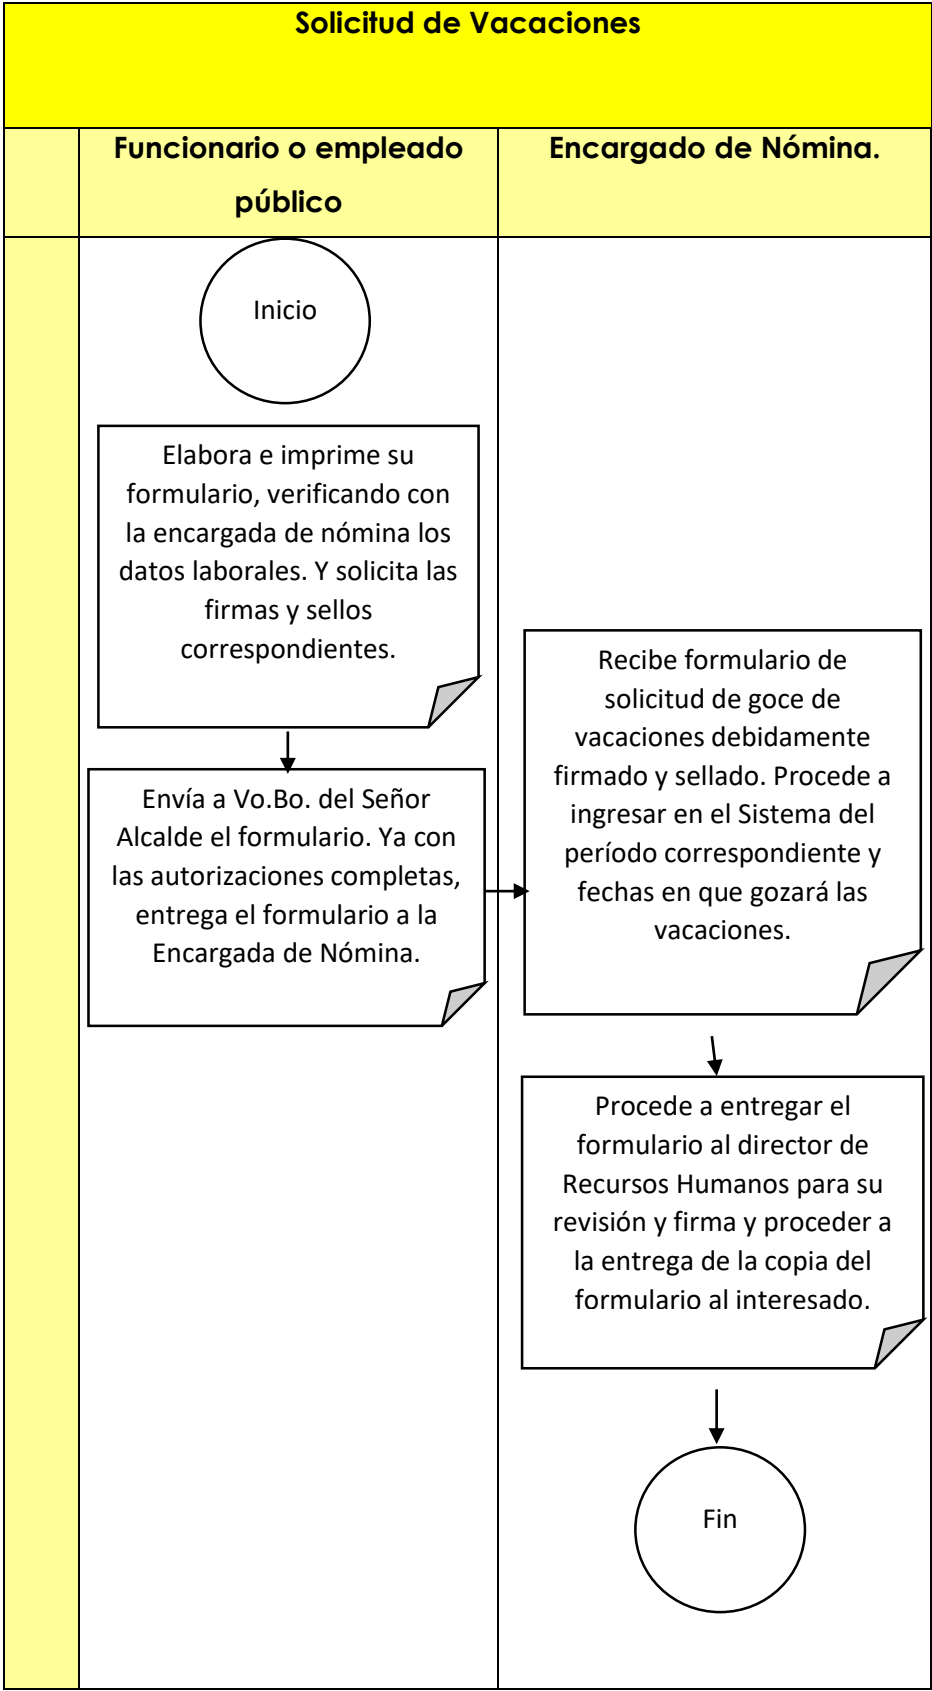 Solicitud de Vacaciones
Funcionario o empleado
público
Encargado de Nómina.
Inicio
Elabora e imprime su
formulario, verificando con
la encargada de nómina los
datos laborales. Y solicita las
firmas y sellos
correspondientes.
Envía a Vo.Bo. del Señor
Alcalde el formulario. Ya con
las autorizaciones completas,
entrega el formulario a la
Encargada de Nómina.
Recibe formulario de
solicitud de goce de
vacaciones debidamente
firmado y sellado. Procede a
ingresar en el Sistema del
período correspondiente y
fechas en que gozará las
vacaciones.
Procede a entregar el
formulario al director de
Recursos Humanos para su
revisión y firma y proceder a
la entrega de la copia del
formulario al interesado.
Fin